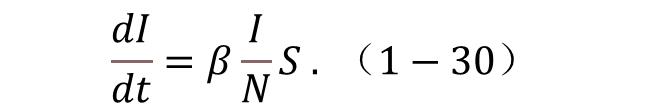 dI/dt = β I/N S . （1 − 30）